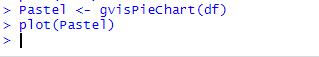 > Pastel <- gvisPieChart(df)
> plot(Pastel)
>